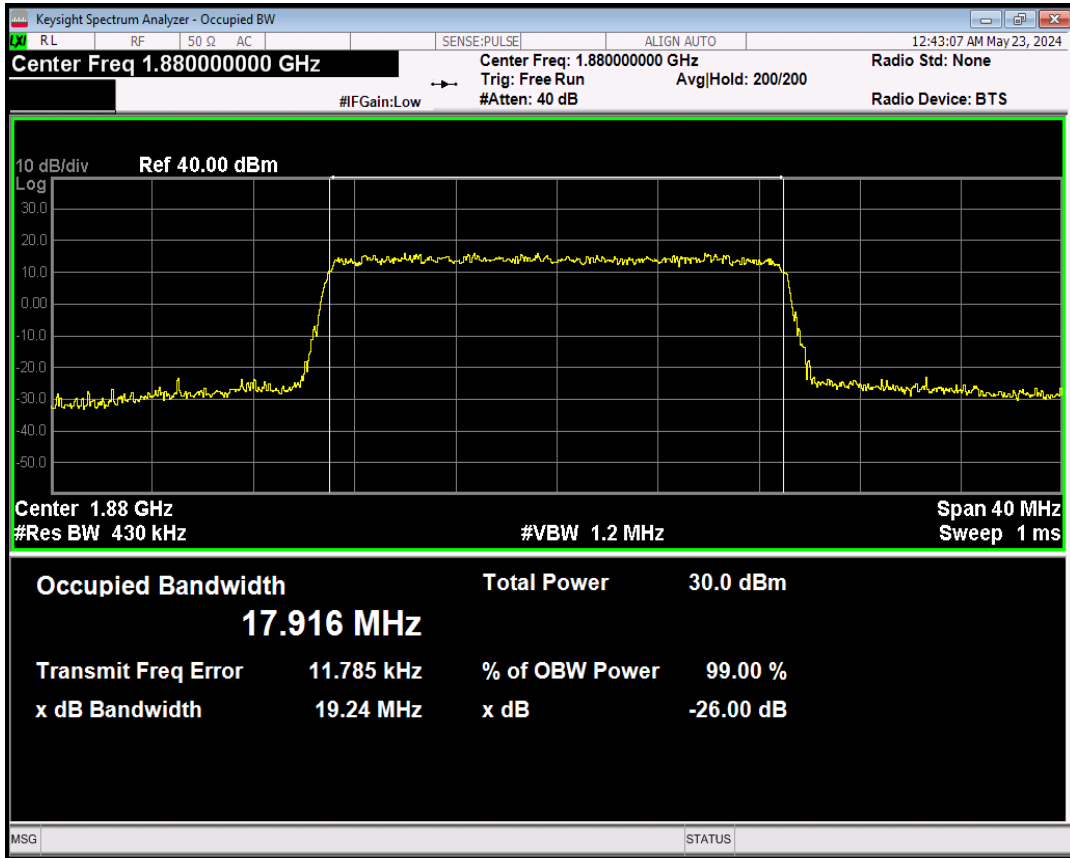 Keysight Spectrum Analyzer - Occupied BW
LXI RL RF 50 Ω AC SENSE:PULSE ALIGN AUTO 12:43:07 AM May 23, 2024
Center Freq 1.880000000 GHz Center Freq: 1.880000000 GHz Radio Std: None
Trig: Free Run Avg|Hold: 200/200
#IFGain:Low #Atten: 40 dB Radio Device: BTS
10 dB/div Ref 40.00 dBm
Log
30.0
20.0
10.0
0.00
-10.0
-20.0
-30.0
-40.0
-50.0
Center 1.88 GHz Span 40 MHz
#Res BW 430 kHz #VBW 1.2 MHz Sweep 1 ms
Occupied Bandwidth Total Power 30.0 dBm
17.916 MHz
Transmit Freq Error 11.785 kHz % of OBW Power 99.00 %
x dB Bandwidth 19.24 MHz x dB -26.00 dB
MSG STATUS